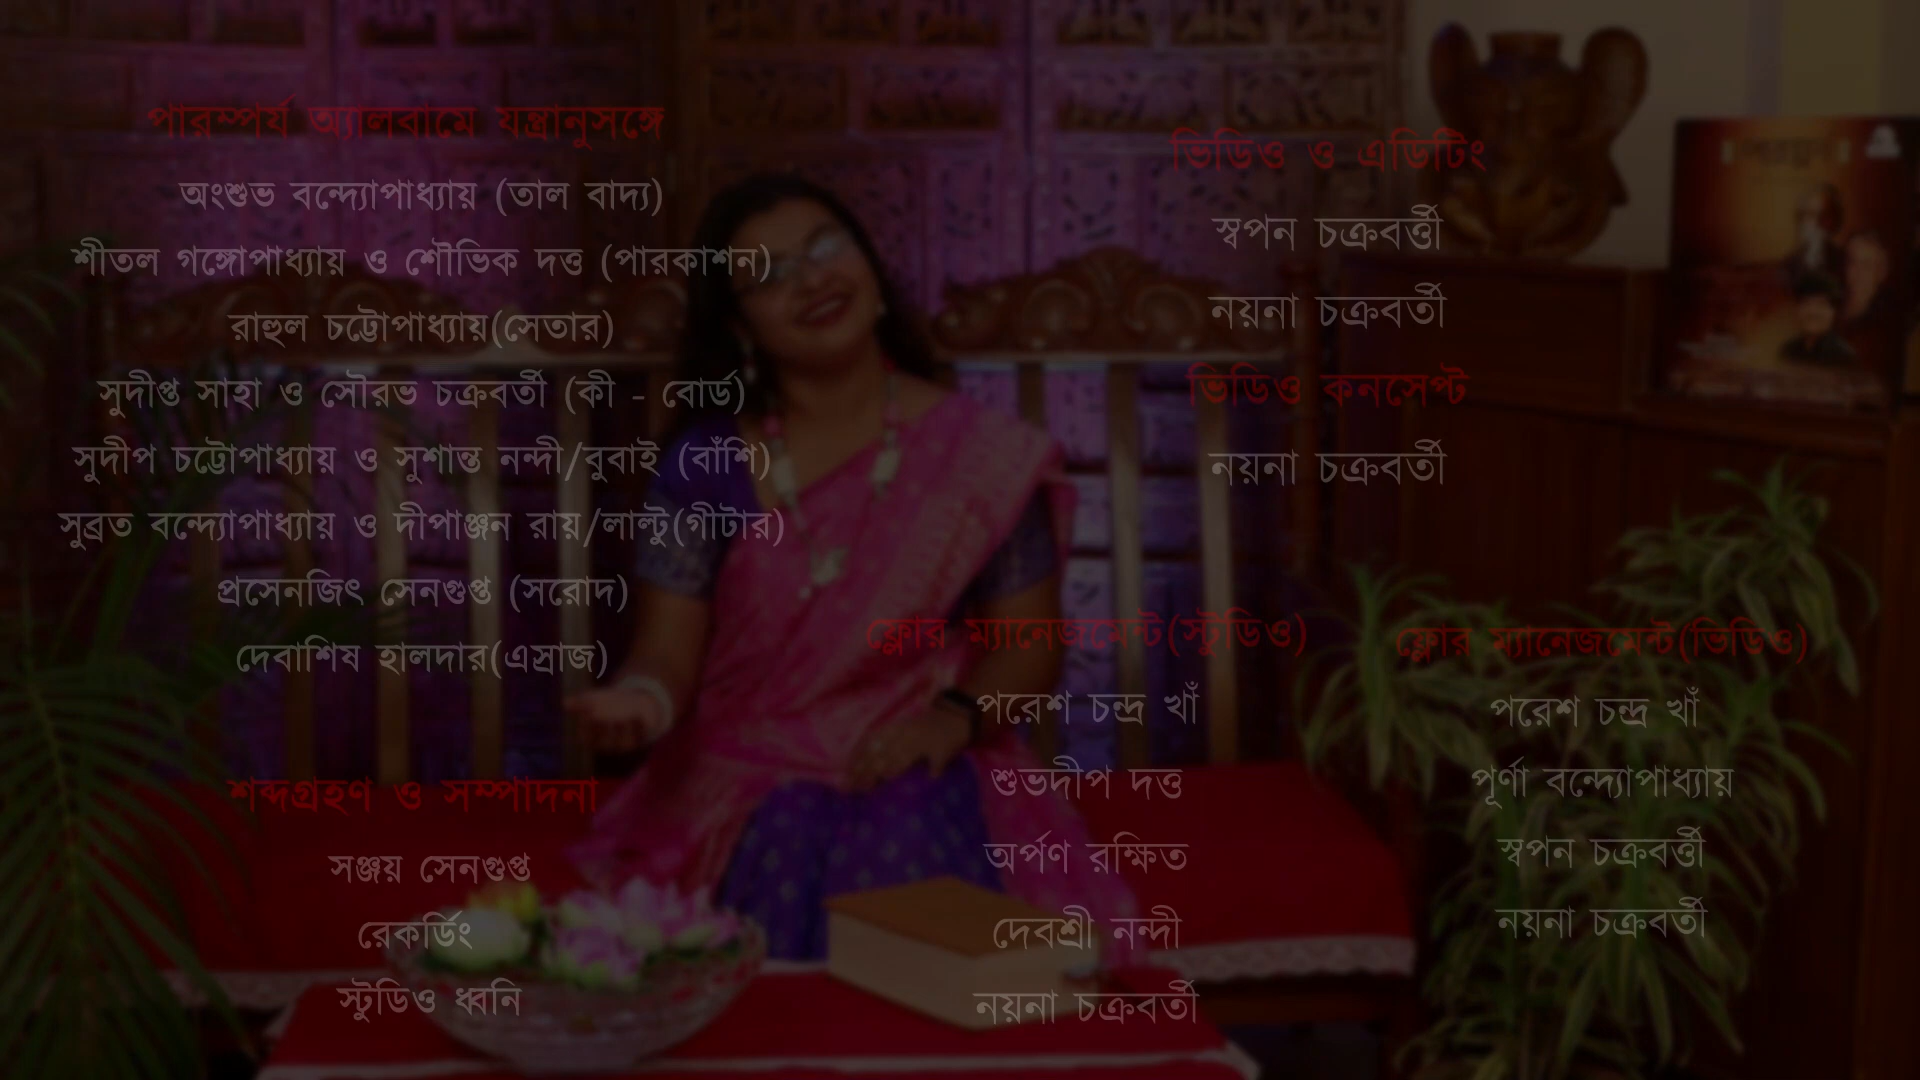 পারম্পর্য অ্যালবামে যন্ত্রানুসঙ্গে
অংশুভ বন্দ্যোপাধ্যায় (তাল বাদ্য)
শীতল গঙ্গোপাধ্যায় ও শৌভিক দত্ত (পারকাশন)
রাহুল চট্টোপাধ্যায়(সেতার)
সুদীপ্ত সাহা ও সৌরভ চক্রবর্তী (কী - বোর্ড)
সুদীপ চট্টোপাধ্যায় ও সুশান্ত নন্দী/বুবাই (বাঁশি)
সুব্রত বন্দ্যোপাধ্যায় ও দীপাঞ্জন রায়/লাল্টু(গীটার)
প্রসেনজিৎ সেনগুপ্ত (সরোদ)
দেবাশিষ হালদার(এস্রাজ)
শব্দগ্রহণ ও সম্পাদনা
সঞ্জয় সেনগুপ্ত
রেকর্ডিং
স্টুডিও ধ্বনি
ভিডিও ও এডিটিং
স্বপন চক্রবর্ত্তী
নয়না চক্রবর্তী
ভিডিও কনসেপ্ট
নয়না চক্রবর্তী
ফ্লোর ম্যানেজমেন্ট(স্টুডিও)
পরেশ চন্দ্র খাঁ
শুভদীপ দত্ত
অর্পণ রক্ষিত
দেবশ্রী নন্দী
নয়না চক্রবর্তী
ফ্লোর ম্যানেজমেন্ট(ভিডিও)
পরেশ চন্দ্র খাঁ
পূর্ণা বন্দ্যোপাধ্যায়
স্বপন চক্রবর্ত্তী
নয়না চক্রবর্তী